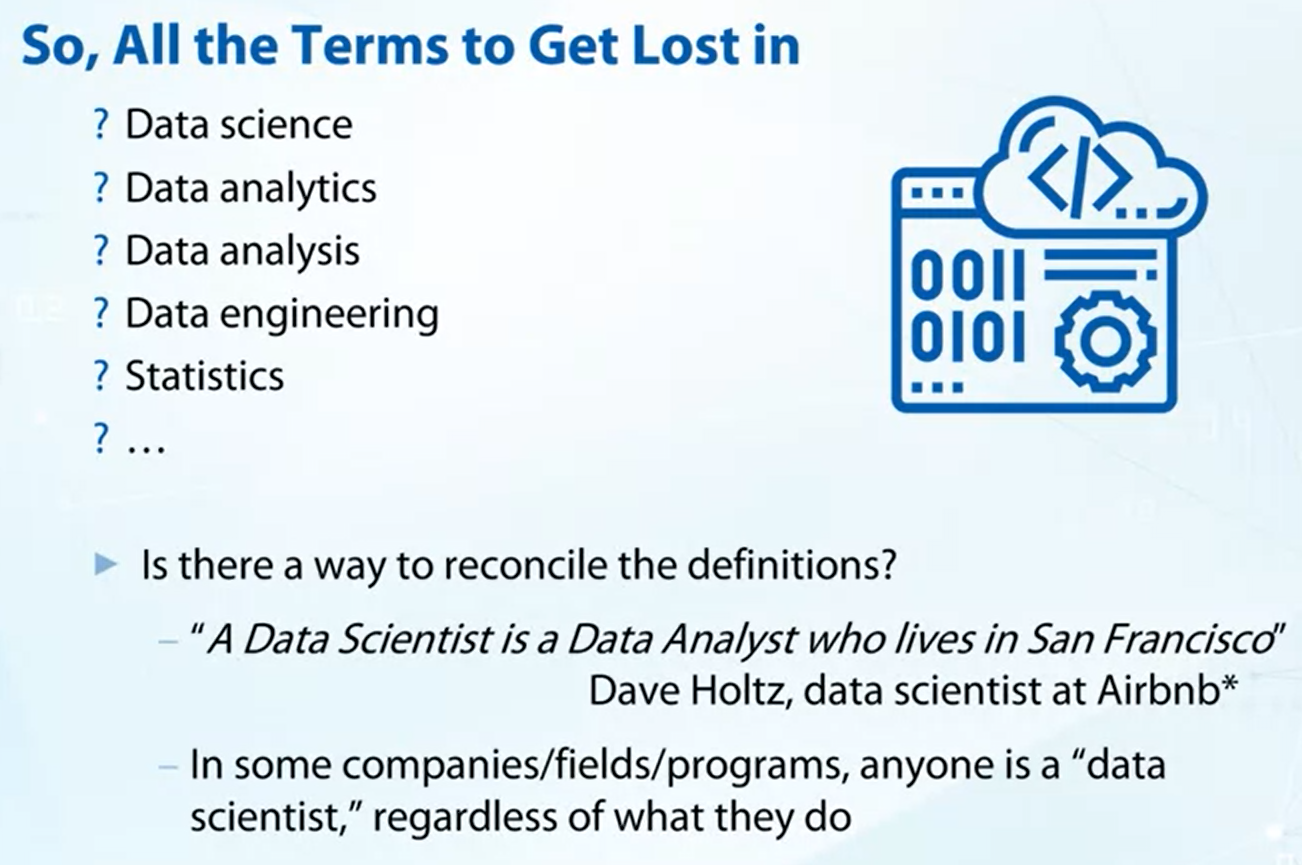 So, All the Terms to Get Lost in
? Data science
? Data analytics
? Data analysis
? Data engineering
? Statistics
? …
</>
0011
0101
► Is there a way to reconcile the definitions?
– "A Data Scientist is a Data Analyst who lives in San Francisco"
Dave Holtz, data scientist at Airbnb*
– In some companies/fields/programs, anyone is a "data
scientist," regardless of what they do